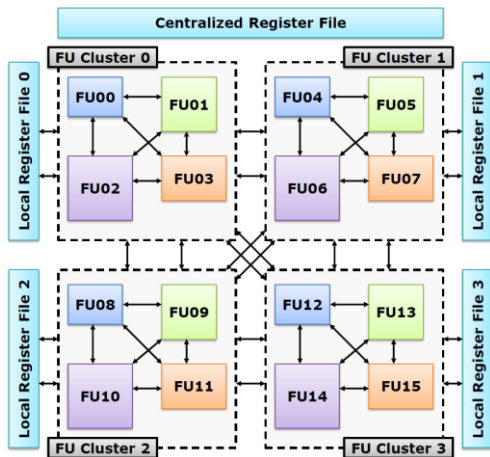 Centralized Register File
FU Cluster 0
FU Cluster 1
Local Register File 0
FU00
FU01
FU02
FU03
FU04
FU05
FU06
FU07
Local Register File 1
Local Register File 2
FU08
FU09
FU10
FU11
FU12
FU13
FU14
FU15
Local Register File 3
FU Cluster 2
FU Cluster 3